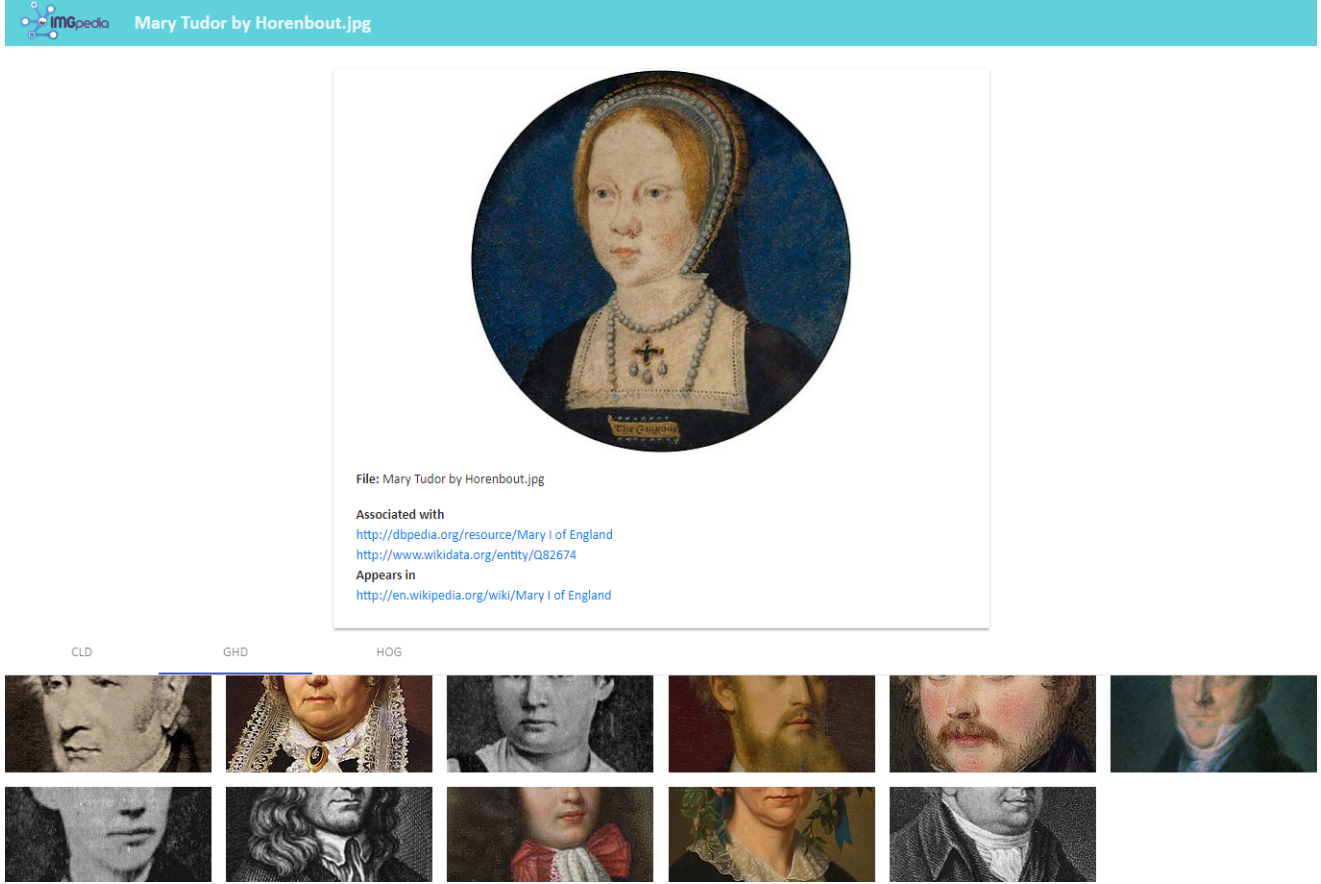 IMGpedia
Mary Tudor by Horenbout.jpg
File: Mary Tudor by Horenbout.jpg
Associated with
http://dbpedia.org/resource/Mary I of England
http://www.wikidata.org/entity/Q82674
Appears in
http://en.wikipedia.org/wiki/Mary I of England
CLD
GHD
HOG